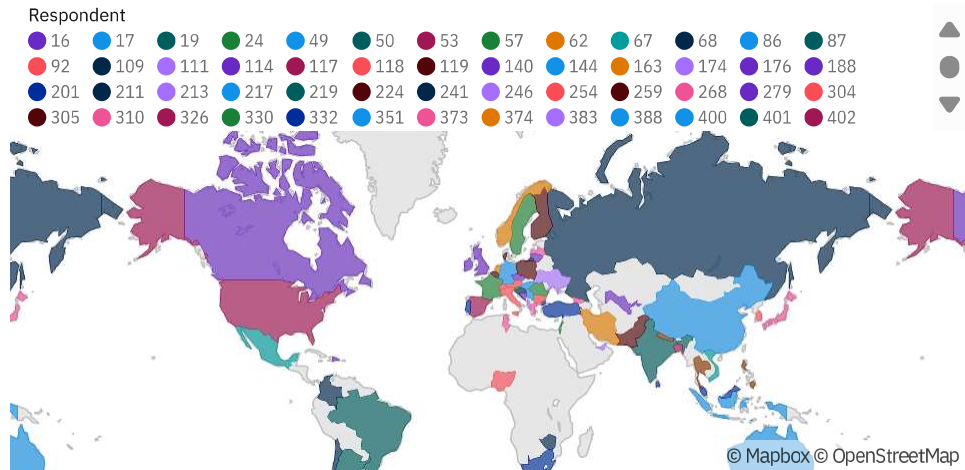 Respondent
16 17 19 24 49 50 53 57 62 67 68 86 87
92 109 111 114 117 118 119 140 144 163 174 176 188
201 211 213 217 219 224 241 246 254 259 268 279 304
305 310 326 330 332 351 373 374 383 388 400 401 402
© Mapbox © OpenStreetMap